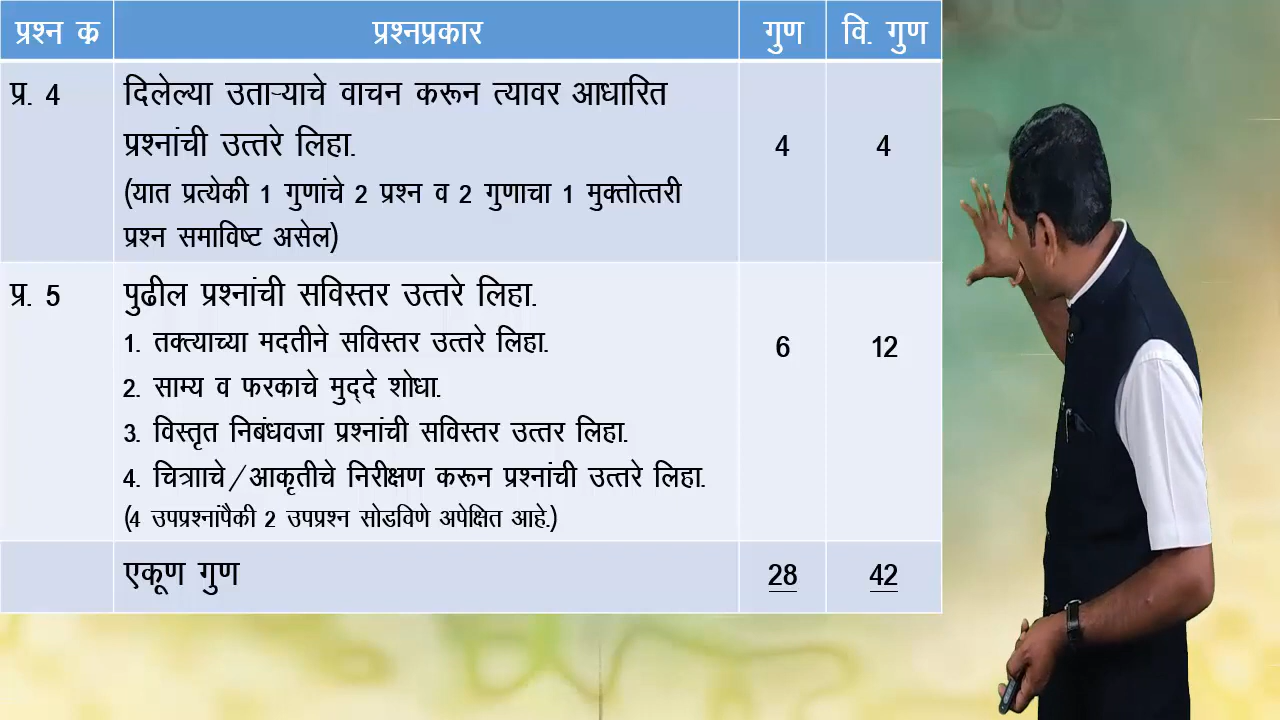 प्रश्न क्र प्रश्नप्रकार गुण वि. गुण
प्र. 4 दिलेल्या उताऱ्याचे वाचन करून त्यावर आधारित
प्रश्नांची उत्तरे लिहा. 4 4
(यात प्रत्येकी 1 गुणांचे 2 प्रश्न व 2 गुणाचा 1 मुक्तोत्तरी
प्रश्न समाविष्ट असेल)
प्र. 5 पुढील प्रश्नांची सविस्तर उत्तरे लिहा.
1. तक्त्याच्या मदतीने सविस्तर उत्तरे लिहा. 6 12
2. साम्य व फरकाचे मुद्दे शोधा.
3. विस्तृत निबंधवजा प्रश्नांची सविस्तर उत्तर लिहा.
4. चित्रााचे/आकृतीचे निरीक्षण करून प्रश्नांची उत्तरे लिहा.
(4 उपप्रश्नांपैकी 2 उपप्रश्न सोडविणे अपेक्षित आहे.)
एकूण गुण 28 42